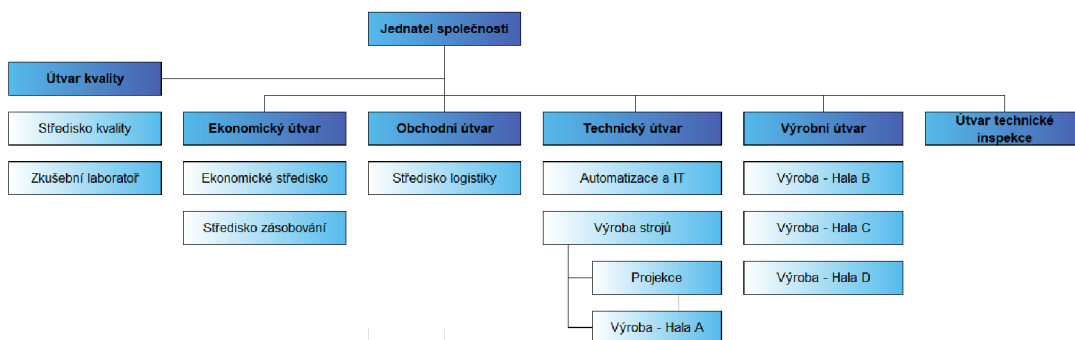 Jednatel společnosti
Útvar kvality
Středisko kvality
Ekonomický útvar
Obchodní útvar
Technický útvar
Výrobní útvar
Útvar technické
inspekce
Zkušební laboratoř
Ekonomické středisko
Středisko logistiky
Automatizace a IT
Výroba - Hala B
Středisko zásobování
Výroba strojů
Výroba - Hala C
Projekce
Výroba - Hala D
Výroba - Hala A